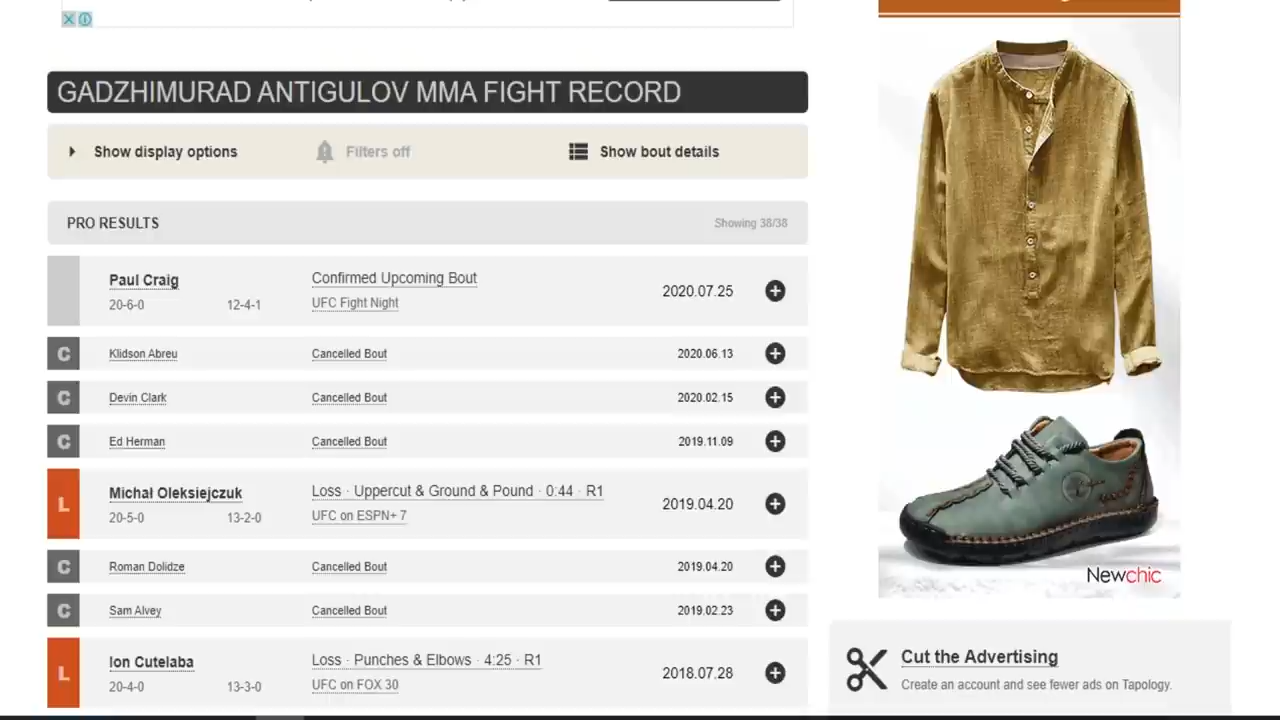 GADZHIMURAD ANTIGULOV MMA FIGHT RECORD
Show display options
Filters off
Show bout details
PRO RESULTS
Showing 38/38
Paul Craig
Confirmed Upcoming Bout
2020.07.25
20-6-0
12-4-1
UFC Fight Night
C
Klidson Abreu
Cancelled Bout
2020.06.13
C
Devin Clark
Cancelled Bout
2020.02.15
C
Ed Herman
Cancelled Bout
2019.11.09
L
Michał Oleksiejczuk
Loss · Uppercut & Ground & Pound · 0:44 · R1
2019.04.20
20-5-0
13-2-0
UFC on ESPN+ 7
C
Roman Dolidze
Cancelled Bout
2019.04.20
C
Sam Alvey
Cancelled Bout
2019.02.23
L
Ion Cutelaba
Loss · Punches & Elbows · 4:25 · R1
2018.07.28
20-4-0
13-3-0
UFC on FOX 30
Newchic
Cut the Advertising
Create an account and see fewer ads on Tapology.